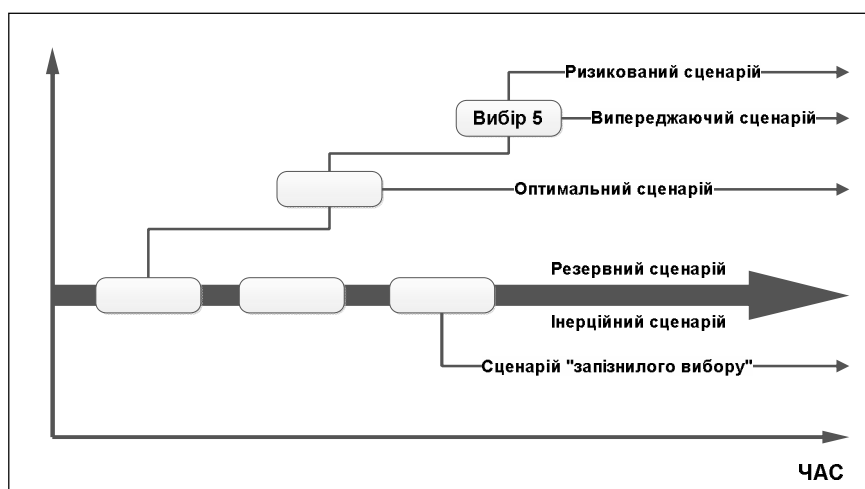 Ризикований сценарій
Вибір 5
Випереджаючий сценарій
Оптимальний сценарій
Резервний сценарій
Інерційний сценарій
Сценарій "запізнилого вибору"
ЧАС